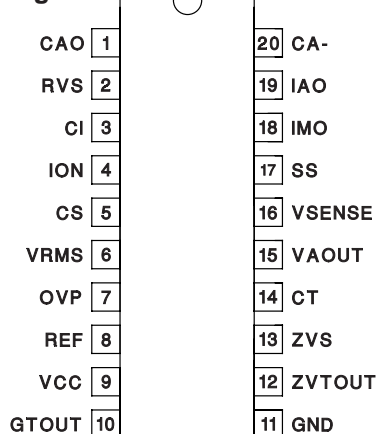 CAO 1 20 CA-
RVS 2 19 IAO
CI 3 18 IMO
ION 4 17 SS
CS 5 16 VSENSE
VRMS 6 15 VAOUT
OVP 7 14 CT
REF 8 13 ZVS
VCC 9 12 ZVTOUT
GTOUT 10 11 GND